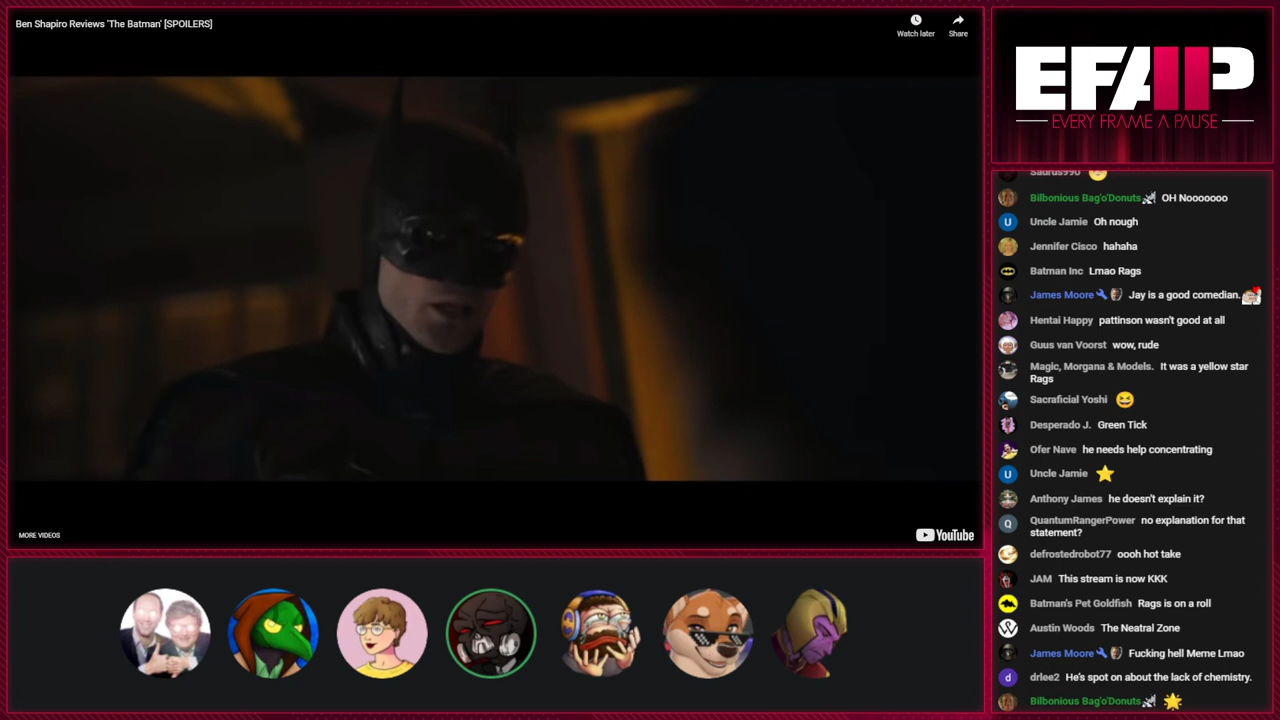 Ben Shapiro Reviews 'The Batman' [SPOILERS]
Watch later
Share
MORE VIDEOS
YouTube
EFAP
EVERY FRAME A PAUSE
Saurus990
Bilbonious Bag'o'Donuts OH Nooooooo
Uncle Jamie Oh nough
Jennifer Cisco hahaha
Batman Inc Lmao Rags
James Moore Jay is a good comedian.
Hentai Happy pattinson wasn't good at all
Guus van Voorst wow, rude
Magic, Morgana & Models. It was a yellow star
Rags
Sacraficial Yoshi
Desperado J. Green Tick
Ofer Nave he needs help concentrating
U Uncle Jamie
Anthony James he doesn't explain it?
Q QuantumRangerPower no explanation for that
statement?
defrostedrobot77 oooh hot take
JAM This stream is now KKK
Batman's Pet Goldfish Rags is on a roll
Austin Woods The Neatral Zone
James Moore Fucking hell Meme Lmao
d drlee2 He's spot on about the lack of chemistry.
Bilbonious Bag'o'Donuts